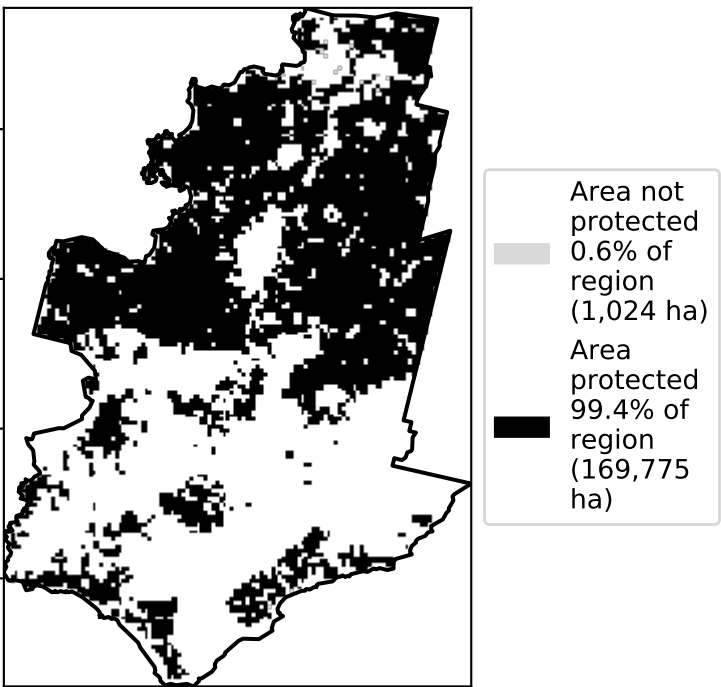 Area not
protected
0.6% of
region
(1,024 ha)
Area
protected
99.4% of
region
(169,775
ha)